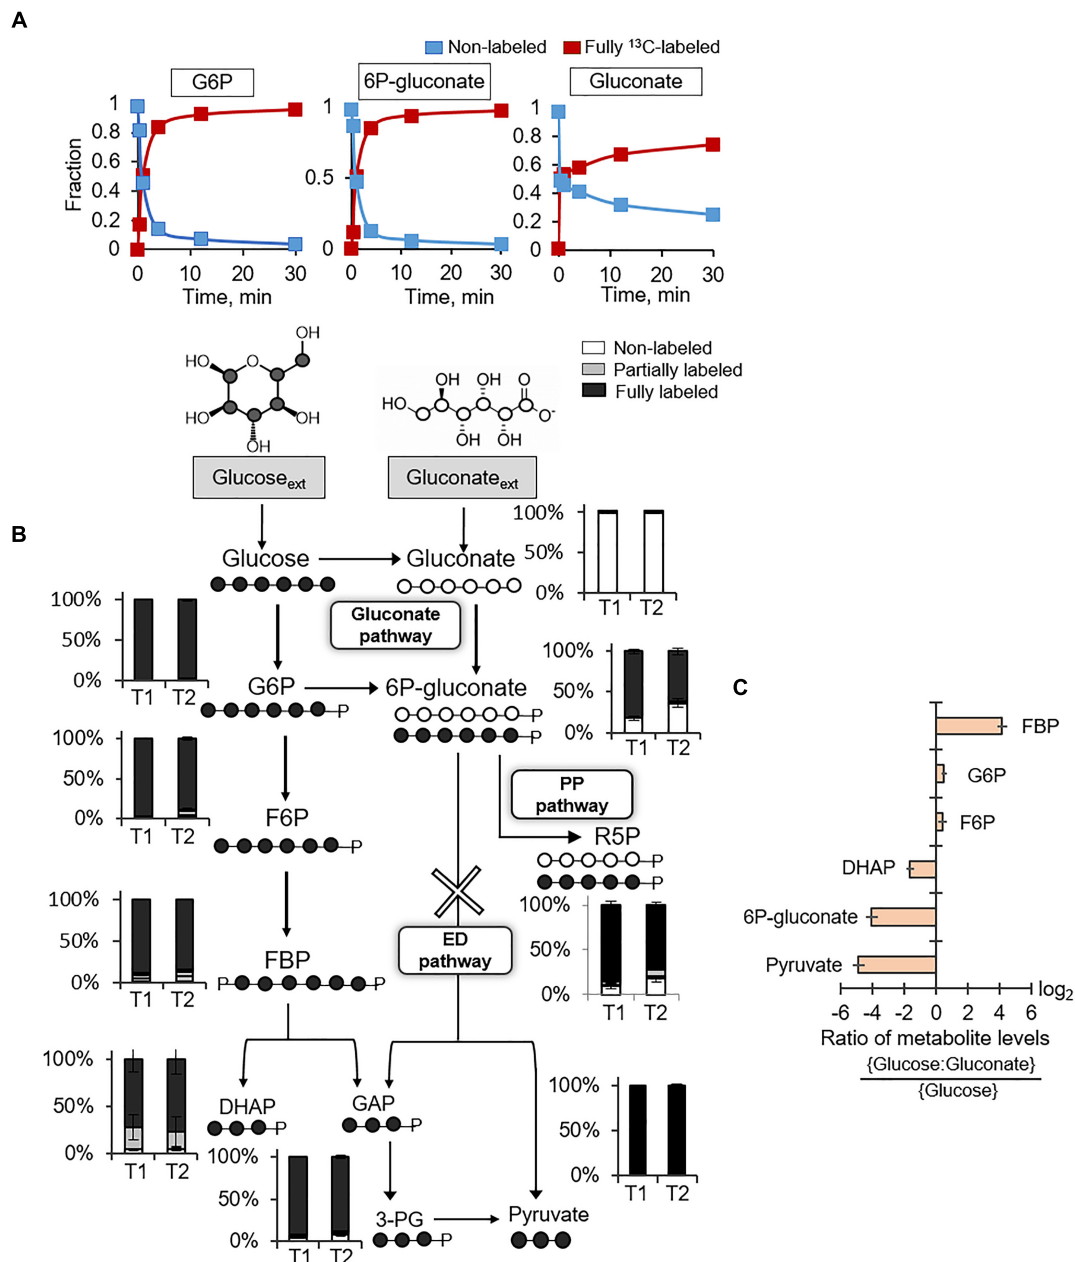 A
Non-labeled
Fully ¹³C-labeled
G6P
6P-gluconate
Gluconate
Fraction
1
0.8
0.6
0.4
0.2
0
0 10 20 30
Time, min
1
0.5
0
0 10 20 30
Time, min
1
0.8
0.6
0.4
0.2
0
0 10 20 30
Time, min
Non-labeled
Partially labeled
Fully labeled
OH
HO
O
HO
OH
OH
OH OH O
HO
O⁻
OH OH
Glucose_ext
Gluconate_ext
B
Glucose
Gluconate
100%
50%
0%
T1 T2
Gluconate
pathway
100%
50%
0%
T1 T2
G6P
P
6P-gluconate
P
P
100%
50%
0%
T1 T2
100%
50%
0%
T1 T2
F6P
P
PP
pathway
R5P
P
P
100%
50%
0%
T1 T2
ED
pathway
100%
50%
0%
T1 T2
FBP
P P
100%
50%
0%
T1 T2
DHAP
P
GAP
P
100%
50%
0%
T1 T2
3-PG
P
Pyruvate
100%
50%
0%
T1 T2
C
FBP
G6P
F6P
DHAP
6P-gluconate
Pyruvate
-6 -4 -2 0 2 4 6
log₂
Ratio of metabolite levels
{Glucose:Gluconate}
{Glucose}